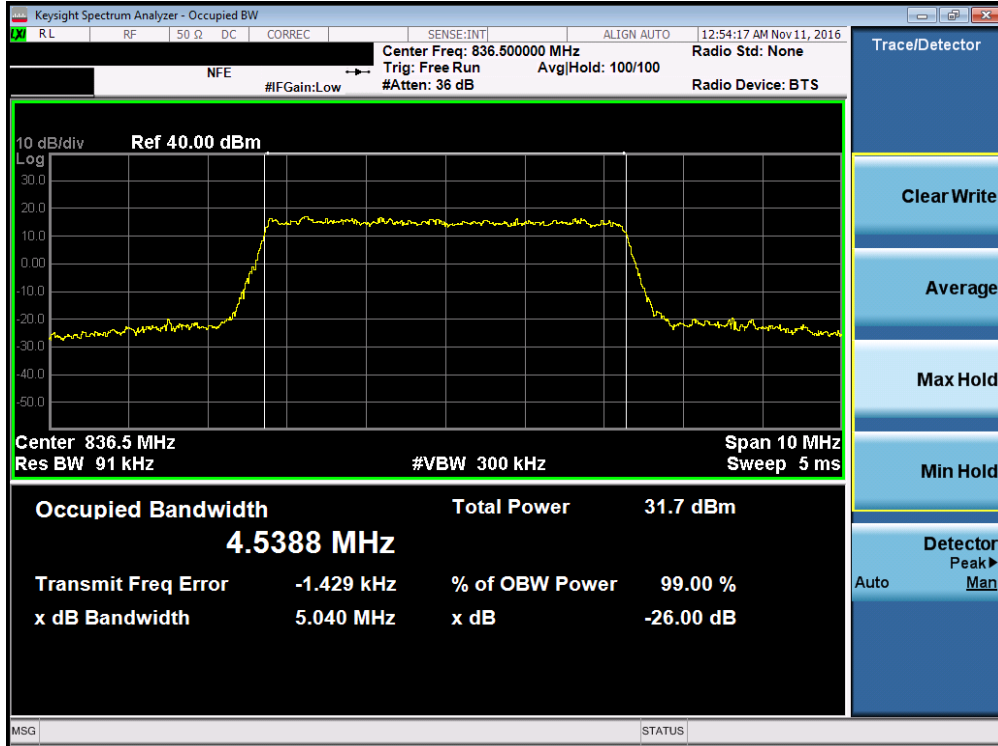 Keysight Spectrum Analyzer - Occupied BW
LXI RL RF 50 Ω DC CORREC SENSE:INT ALIGN AUTO 12:54:17 AM Nov 11, 2016
Center Freq: 836.500000 MHz Radio Std: None
NFE Trig: Free Run Avg|Hold: 100/100
#IFGain:Low #Atten: 36 dB Radio Device: BTS
10 dB/div Ref 40.00 dBm
Log
30.0
20.0
10.0
0.00
-10.0
-20.0
-30.0
-40.0
-50.0
Center 836.5 MHz Span 10 MHz
Res BW 91 kHz #VBW 300 kHz Sweep 5 ms
Occupied Bandwidth Total Power 31.7 dBm
4.5388 MHz
Transmit Freq Error -1.429 kHz % of OBW Power 99.00 %
x dB Bandwidth 5.040 MHz x dB -26.00 dB
Trace/Detector
Clear Write
Average
Max Hold
Min Hold
Detector
Peak
Auto Man
MSG STATUS